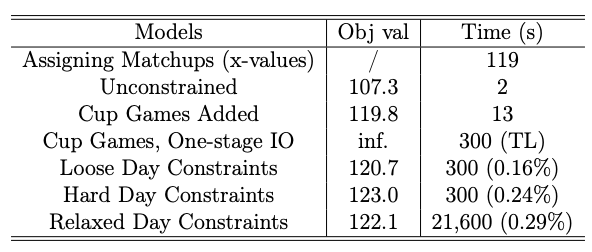 Models Obj val Time (s)
Assigning Matchups (x-values) / 119
Unconstrained 107.3 2
Cup Games Added 119.8 13
Cup Games, One-stage IO inf. 300 (TL)
Loose Day Constraints 120.7 300 (0.16%)
Hard Day Constraints 123.0 300 (0.24%)
Relaxed Day Constraints 122.1 21,600 (0.29%)